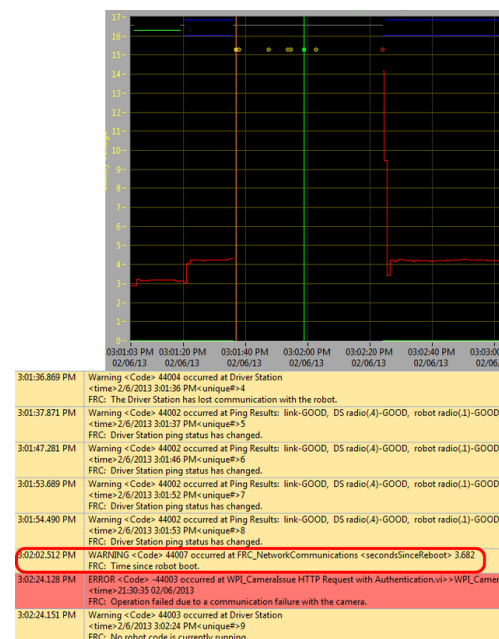 17
16
15
14
13
12
11
10
9
8
7
6
5
4
3
2
1
0
03:01:03 PM 03:01:20 PM 03:01:40 PM 03:02:00 PM 03:02:20 PM 03:02:40 PM 03:03:00
02/06/13 02/06/13 02/06/13 02/06/13 02/06/13 02/06/13 02/06/
3:01:36.869 PM Warning <Code> 44004 occurred at Driver Station
<time>2/6/2013 3:01:36 PM<unique#>4
FRC: The Driver Station has lost communication with the robot.
3:01:37.871 PM Warning <Code> 44002 occurred at Ping Results: link-GOOD, DS radio(.4)-GOOD, robot radio(.1)-GOOD
<time>2/6/2013 3:01:37 PM<unique#>5
FRC: Driver Station ping status has changed.
3:01:47.281 PM Warning <Code> 44002 occurred at Ping Results: link-GOOD, DS radio(.4)-GOOD, robot radio(.1)-GOOD
<time>2/6/2013 3:01:46 PM<unique#>6
FRC: Driver Station ping status has changed.
3:01:53.689 PM Warning <Code> 44002 occurred at Ping Results: link-GOOD, DS radio(.4)-GOOD, robot radio(.1)-GOOD
<time>2/6/2013 3:01:52 PM<unique#>7
FRC: Driver Station ping status has changed.
3:01:54.490 PM Warning <Code> 44002 occurred at Ping Results: link-GOOD, DS radio(.4)-GOOD, robot radio(.1)-GOOD
<time>2/6/2013 3:01:53 PM<unique#>8
FRC: Driver Station ping status has changed.
3:02:02.512 PM WARNING <Code> 44007 occurred at FRC_NetworkCommunications <secondsSinceReboot> 3.682
FRC: Time since robot boot.
3:02:24.128 PM ERROR <Code> -44003 occurred at WPI_CameraIssue HTTP Request with Authentication.vi>>WPI_Camer
<time>21:30:35 02/06/2013
FRC: Operation failed due to a communication failure with the camera.
3:02:24.151 PM Warning <Code> 44003 occurred at Driver Station
<time>2/6/2013 3:02:24 PM<unique#>9
FRC: No robot code is currently running.